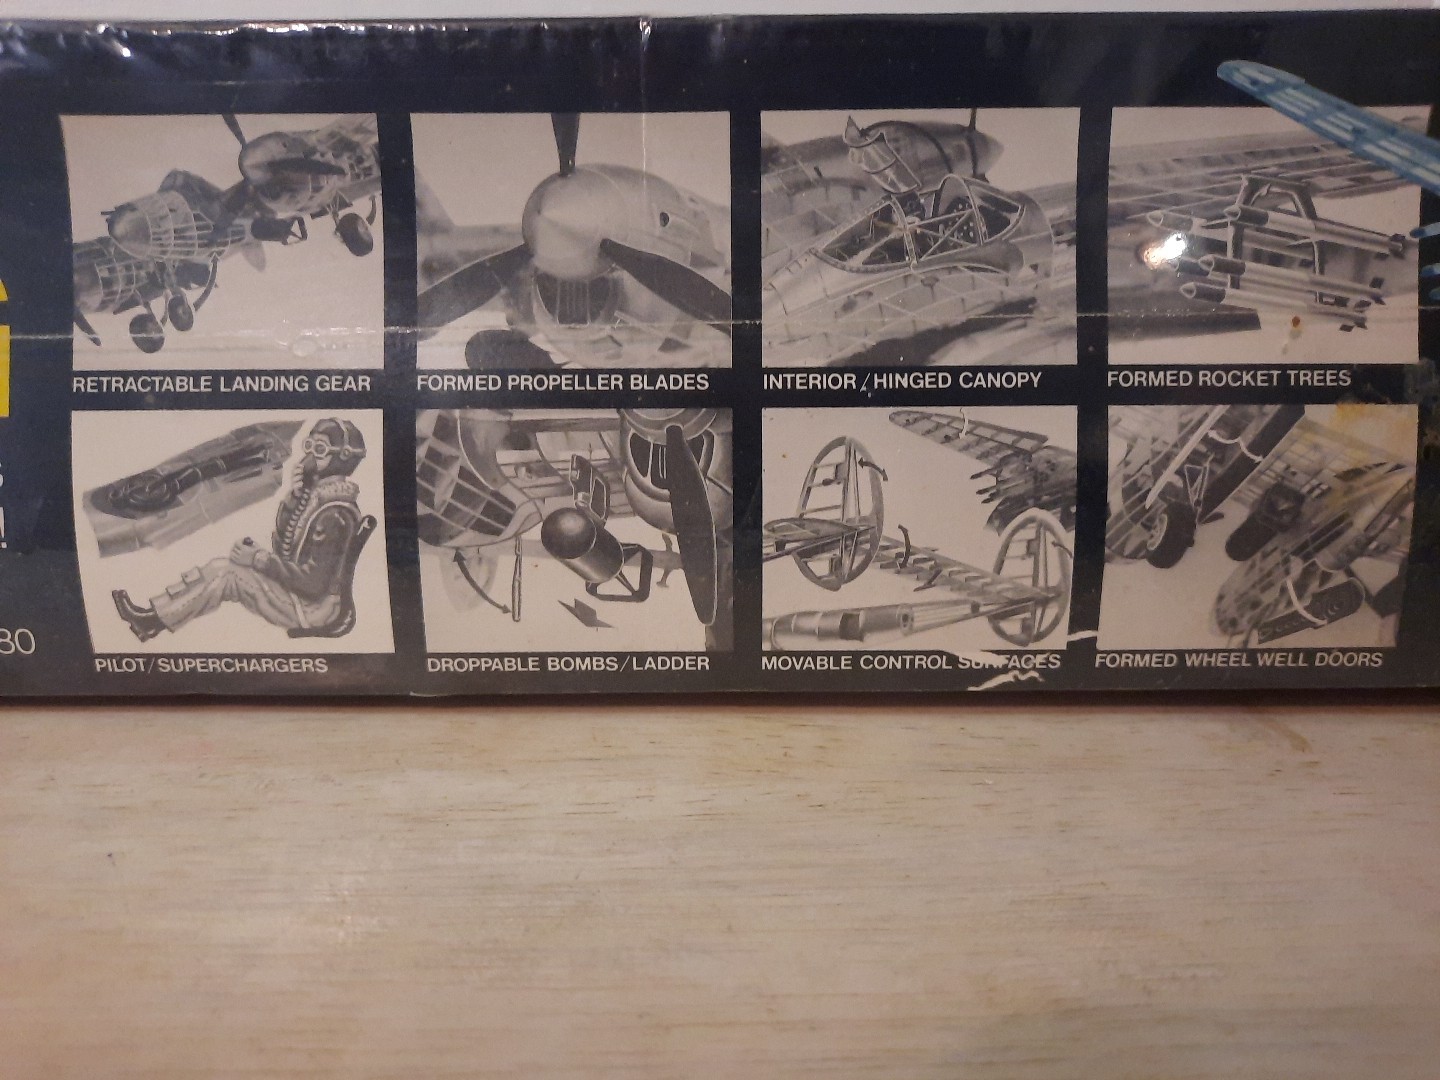 RETRACTABLE LANDING GEAR
FORMED PROPELLER BLADES
INTERIOR/HINGED CANOPY
FORMED ROCKET TREES
PILOT/SUPERCHARGERS
DROPPABLE BOMBS/LADDER
MOVABLE CONTROL SURFACES
FORMED WHEEL WELL DOORS
80